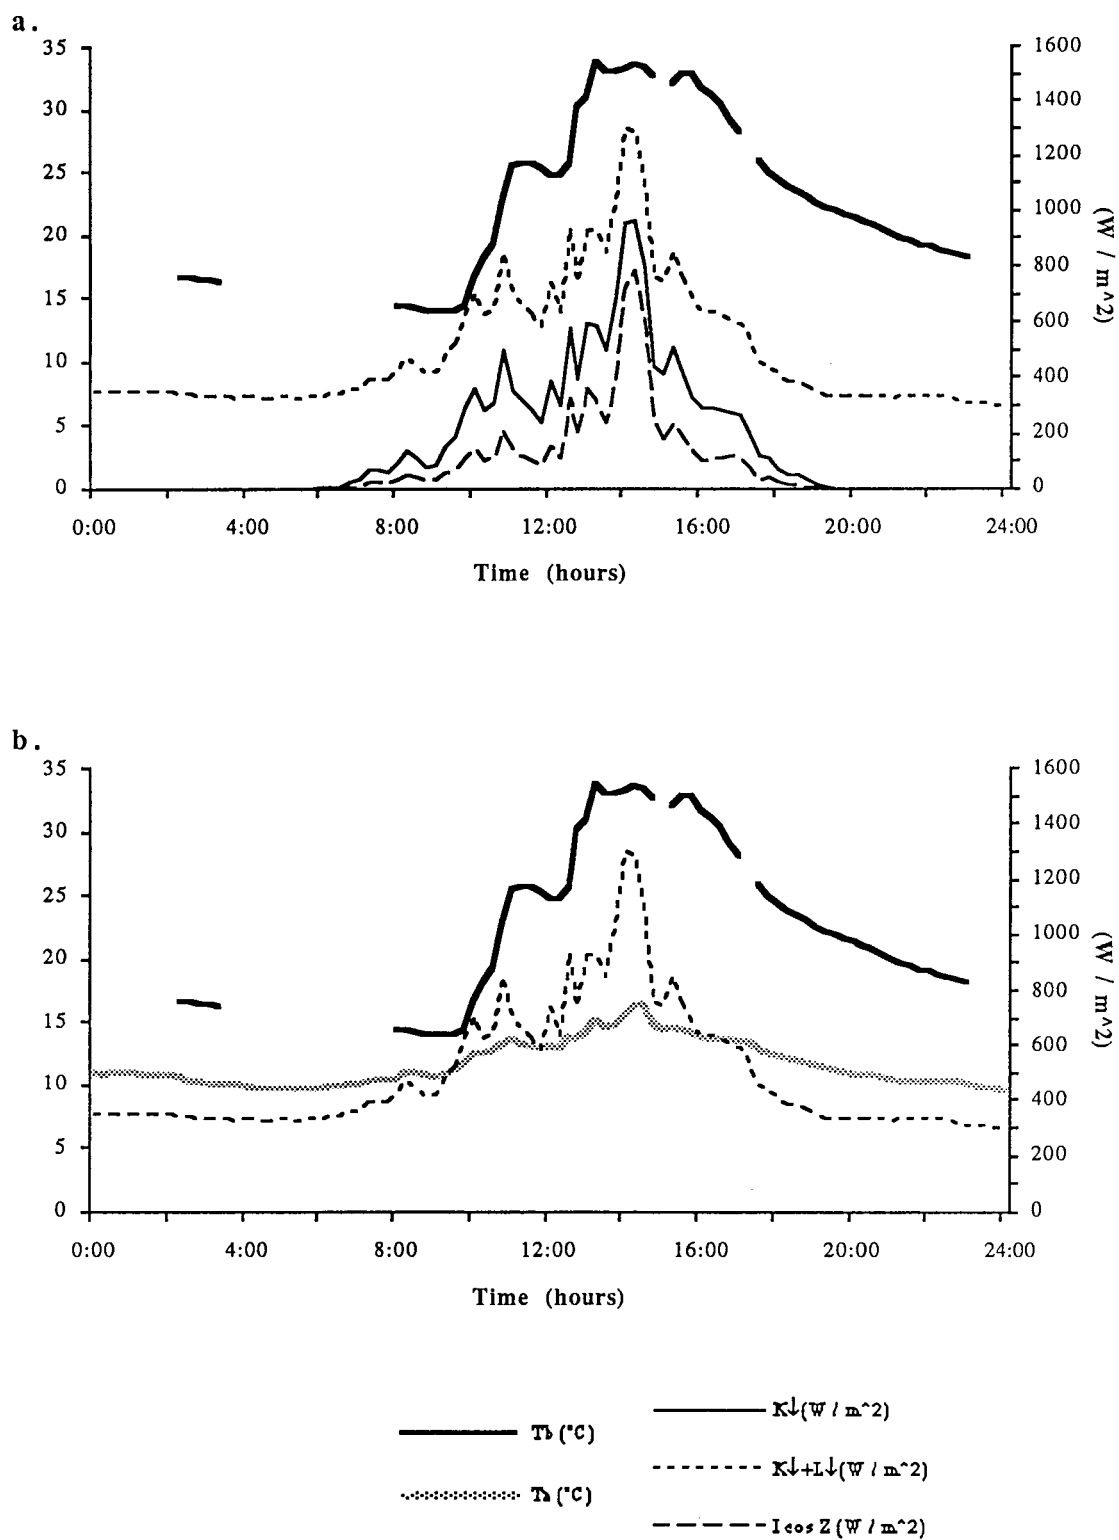 a.
35
30
25
20
15
10
5
0
1600
1400
1200
1000
800
600
400
200
0
(W / m^2)
0:00 4:00 8:00 12:00 16:00 20:00 24:00
Time (hours)
b.
35
30
25
20
15
10
5
0
1600
1400
1200
1000
800
600
400
200
0
(W / m^2)
0:00 4:00 8:00 12:00 16:00 20:00 24:00
Time (hours)
Tb (°C)
Ta (°C)
K↓(W / m^2)
K↓+L↓(W / m^2)
I cos Z (W / m^2)